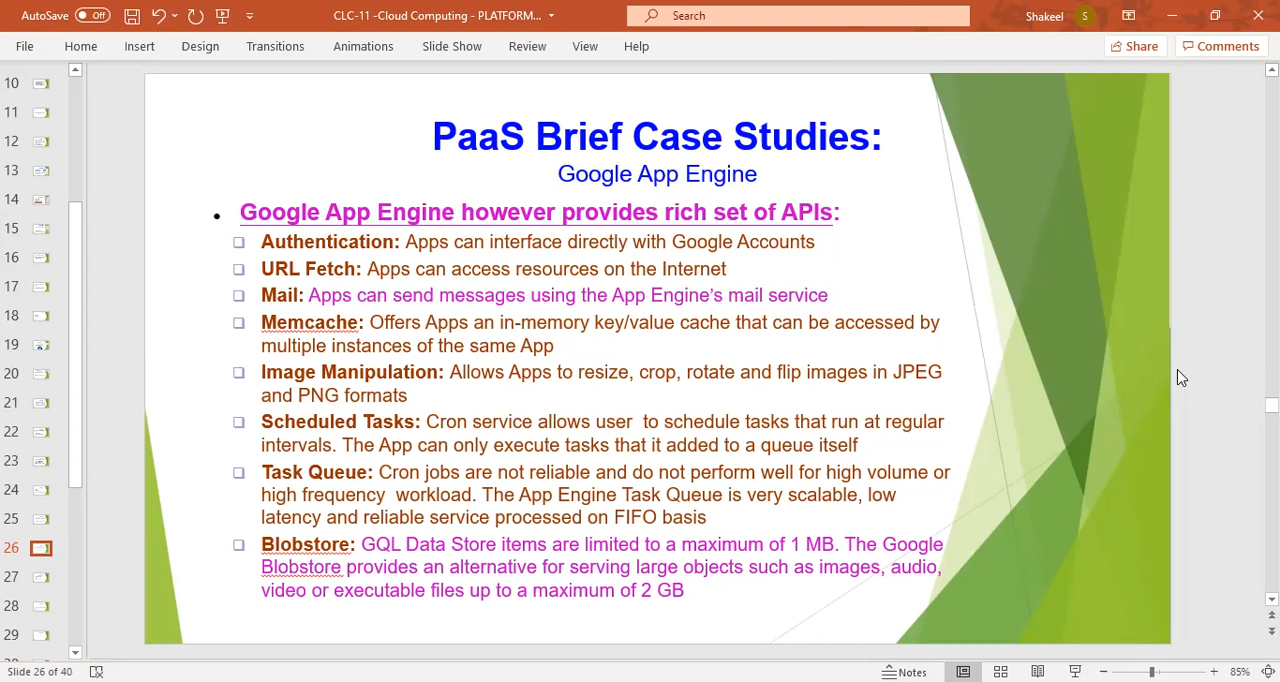 AutoSave Off CLC-11 -Cloud Computing - PLATFORM... Search Shakeel S
File Home Insert Design Transitions Animations Slide Show Review View Help Share Comments
10
11
12
13
14
15
16
17
18
19
20
21
22
23
24
25
26
27
28
29
PaaS Brief Case Studies:
Google App Engine
• Google App Engine however provides rich set of APIs:
❑ Authentication: Apps can interface directly with Google Accounts
❑ URL Fetch: Apps can access resources on the Internet
❑ Mail: Apps can send messages using the App Engine’s mail service
❑ Memcache: Offers Apps an in-memory key/value cache that can be accessed by
multiple instances of the same App
❑ Image Manipulation: Allows Apps to resize, crop, rotate and flip images in JPEG
and PNG formats
❑ Scheduled Tasks: Cron service allows user to schedule tasks that run at regular
intervals. The App can only execute tasks that it added to a queue itself
❑ Task Queue: Cron jobs are not reliable and do not perform well for high volume or
high frequency workload. The App Engine Task Queue is very scalable, low
latency and reliable service processed on FIFO basis
❑ Blobstore: GQL Data Store items are limited to a maximum of 1 MB. The Google
Blobstore provides an alternative for serving large objects such as images, audio,
video or executable files up to a maximum of 2 GB
Slide 26 of 40 Notes 85%